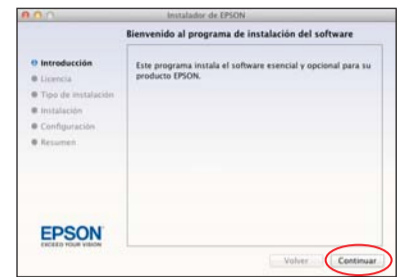 Instalador de EPSON
Bienvenido al programa de instalación del software
Introducción
Licencia
Tipo de instalación
Instalación
Configuración
Resumen
Este programa instala el software esencial y opcional para su
producto EPSON.
EPSON
EXCEED YOUR VISION
Volver
Continuar